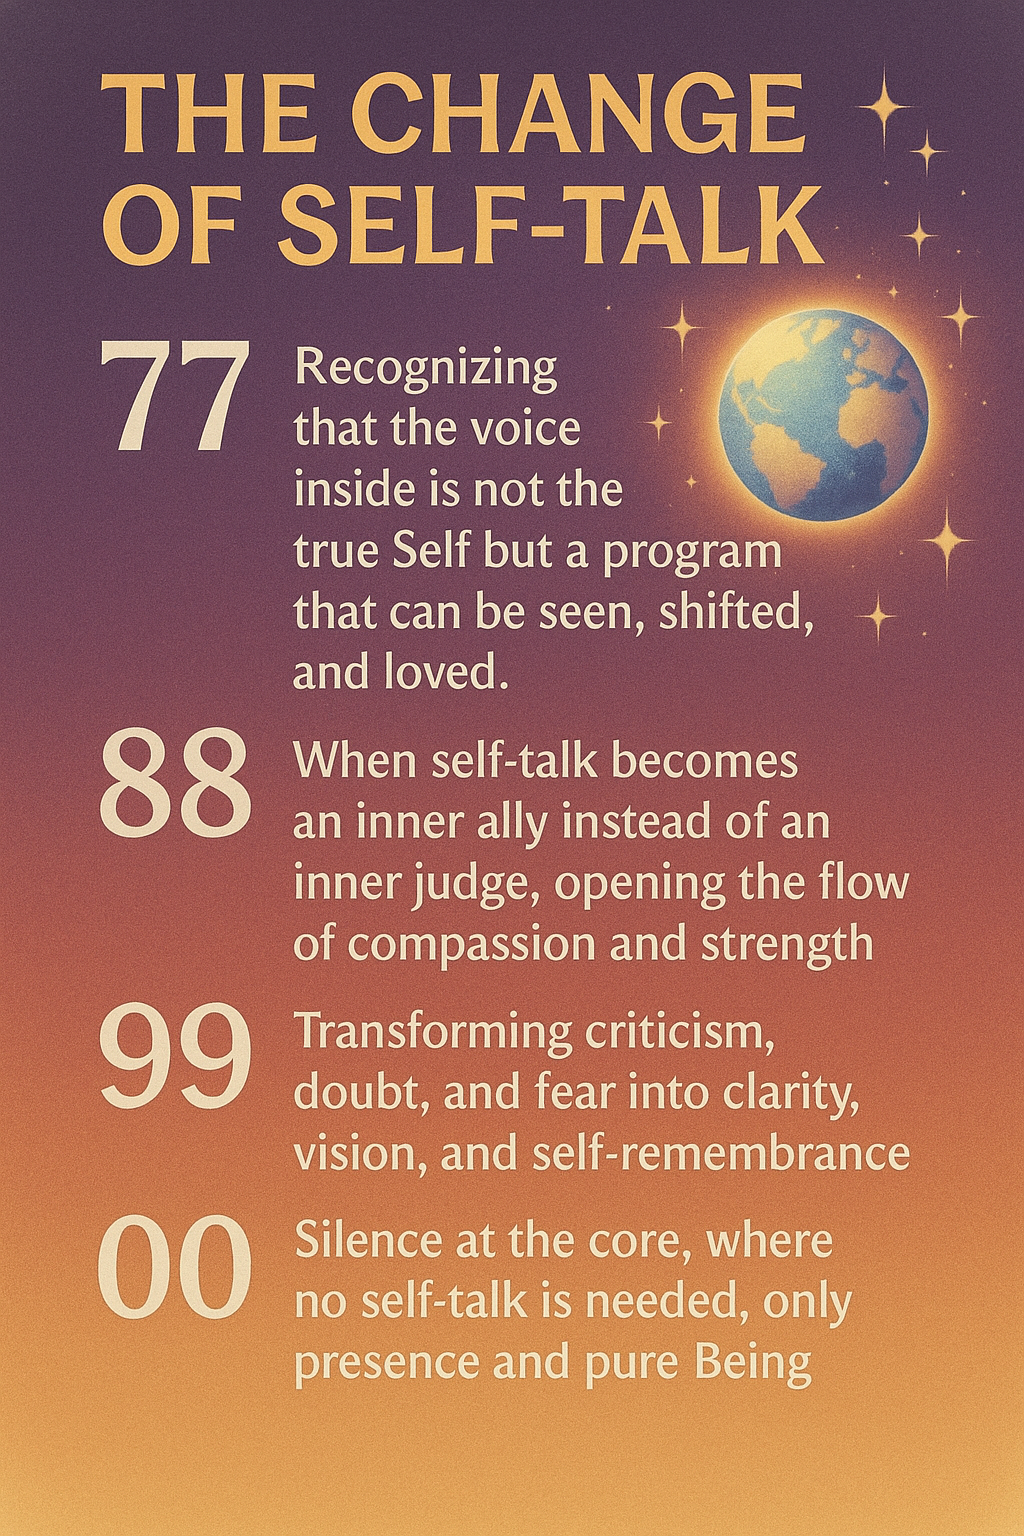 THE CHANGE
OF SELF-TALK
77
Recognizing
that the voice
inside is not the
true Self but a program
that can be seen, shifted,
and loved.
88
When self-talk becomes
an inner ally instead of an
inner judge, opening the flow
of compassion and strength
99
Transforming criticism,
doubt, and fear into clarity,
vision, and self-remembrance
00
Silence at the core, where
no self-talk is needed, only
presence and pure Being